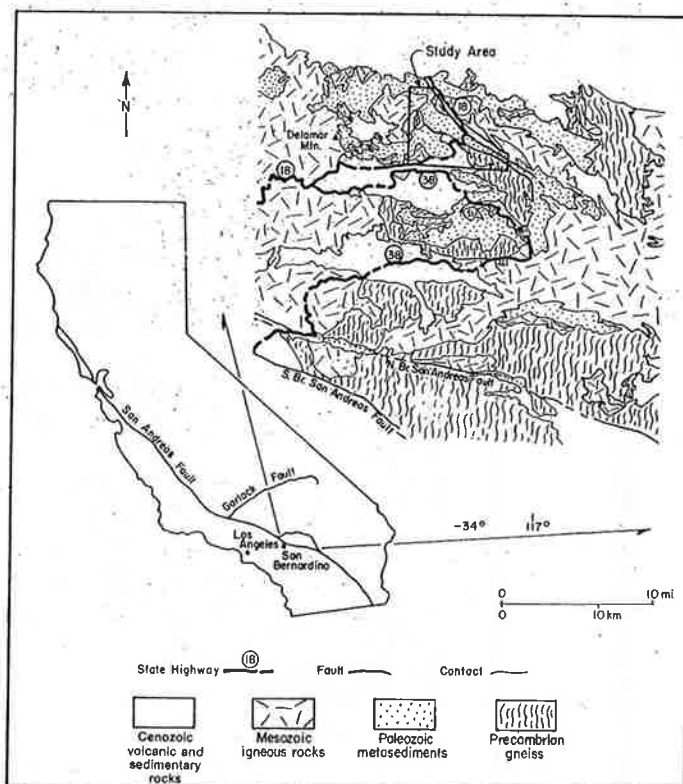 Study Area
N
18
Delamar
Mtn.
18
38
38
N. Br. San Andreas Fault
S. Br. San Andreas Fault
San Andreas Fault
Garlock Fault
Los
Angeles
San
Bernardino
-34°
117°
0 10 mi
0 10 km
State Highway 18 Fault Contact
Cenozoic
volcanic and
sedimentary
rocks
Mesozoic
igneous rocks
Paleozoic
metasediments
Precambrian
gneiss